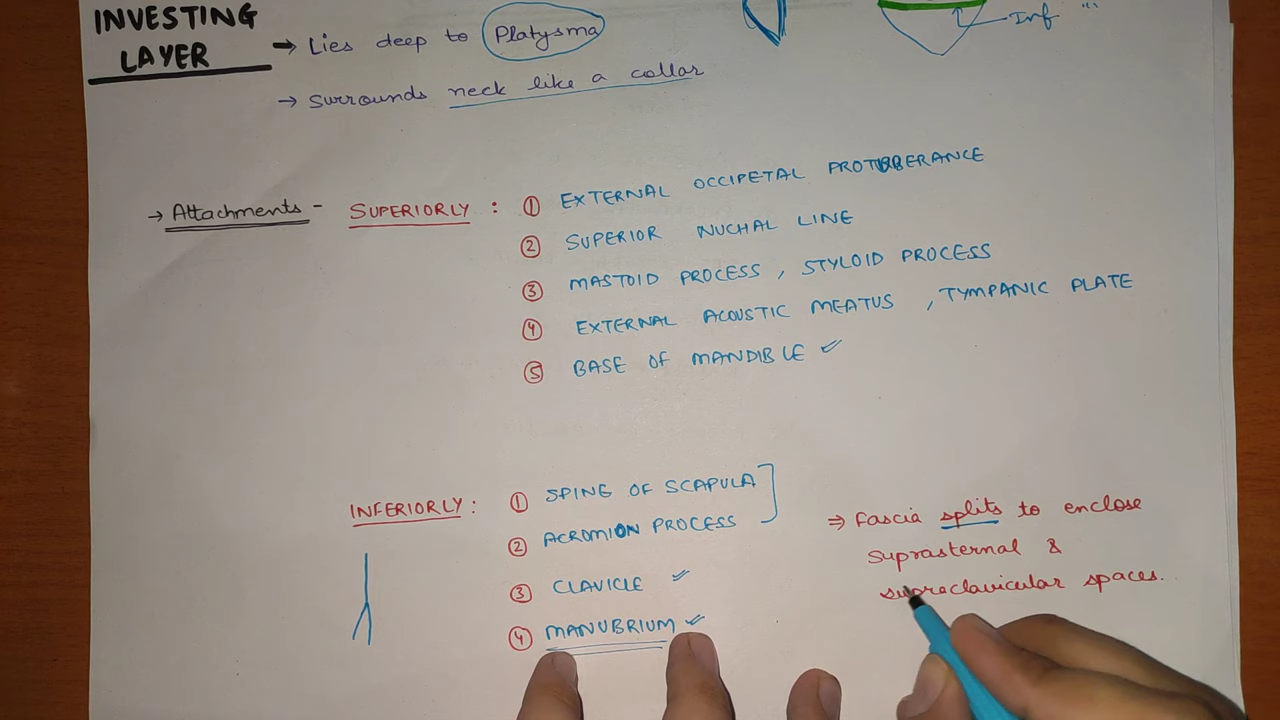 INVESTING
LAYER
→ Lies deep to Platysma
→ Surrounds neck like a collar
Inf "
→ Attachments - SUPERIORLY : ① EXTERNAL OCCIPETAL PROTUBERANCE
② SUPERIOR NUCHAL LINE
③ MASTOID PROCESS , STYLOID PROCESS
④ EXTERNAL ACOUSTIC MEATUS , TYMPANIC PLATE
⑤ BASE OF MANDIBLE ✓
INFERIORLY : ① SPING OF SCAPULA
② ACROMION PROCESS
③ CLAVICLE ✓
④ MANUBRIUM ✓
⇒ Fascia splits to enclose
suprasternal &
supraclavicular spaces.